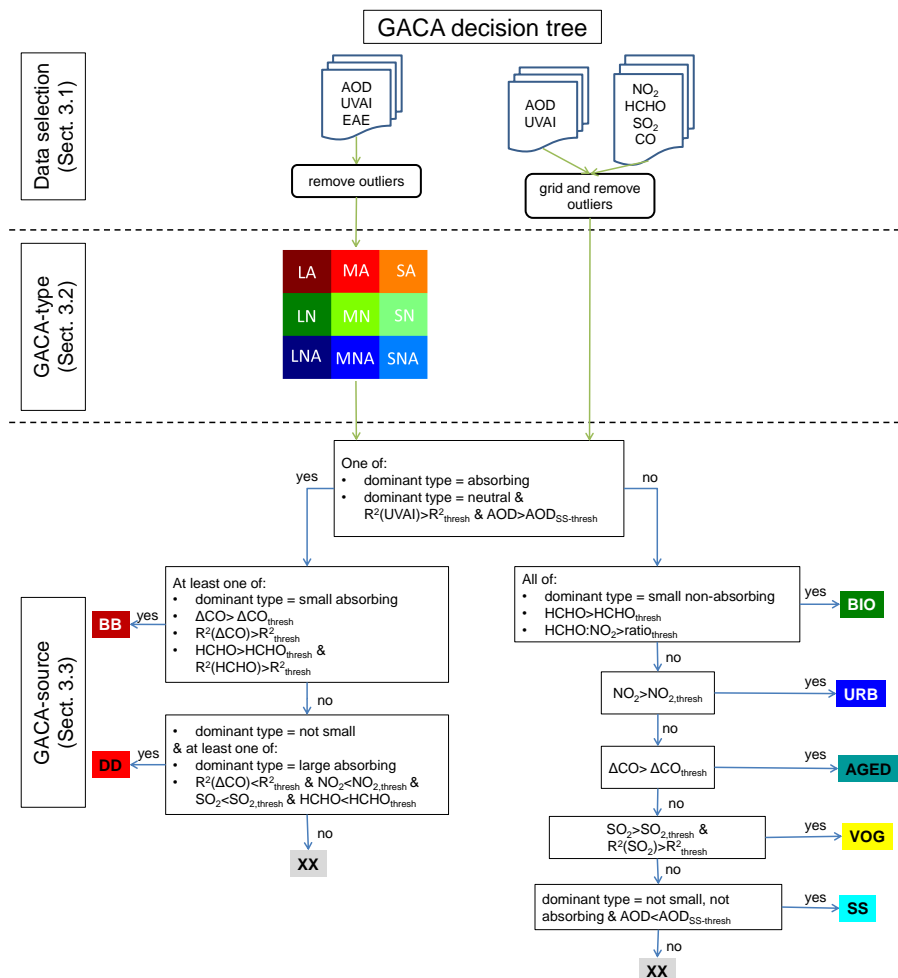 GACA decision tree
Data selection
(Sect. 3.1)
AOD
UVAI
EAE
AOD
UVAI
NO₂
HCHO
SO₂
CO
remove outliers
grid and remove
outliers
GACA-type
(Sect. 3.2)
LA MA SA
LN MN SN
LNA MNA SNA
GACA-source
(Sect. 3.3)
One of:
• dominant type = absorbing
• dominant type = neutral &
R²(UVAI)>R²thresh & AOD>AODSS-thresh
yes
no
At least one of:
• dominant type = small absorbing
• ΔCO> ΔCOthresh
• R²(ΔCO)>R²thresh
• HCHO>HCHOthresh &
R²(HCHO)>R²thresh
yes
BB
no
• dominant type = not small
& at least one of:
• dominant type = large absorbing
• R²(ΔCO)<R²thresh & NO₂<NO₂,thresh &
SO₂<SO₂,thresh & HCHO<HCHOthresh
yes
DD
no
XX
All of:
• dominant type = small non-absorbing
• HCHO>HCHOthresh
• HCHO:NO₂>ratiothresh
yes
BIO
no
NO₂>NO₂,thresh
yes
URB
no
ΔCO> ΔCOthresh
yes
AGED
no
SO₂>SO₂,thresh &
R²(SO₂)>R²thresh
yes
VOG
no
dominant type = not small, not
absorbing & AOD<AODSS-thresh
yes
SS
no
XX